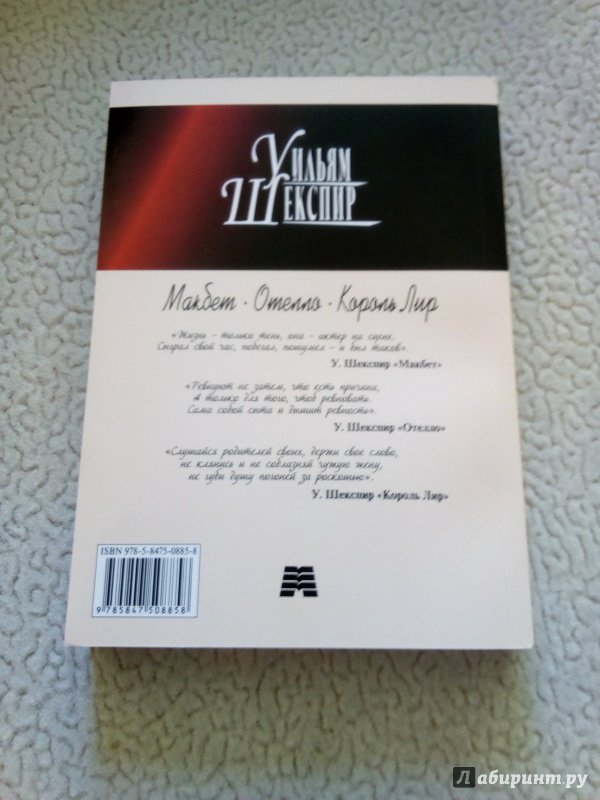 Уильям
Шекспир
Макбет · Отелло · Король Лир
«Жизнь – только тень, она – актер на сцене.
Сыграл свой час, побегал, пошумел – и был таков».
У. Шекспир «Макбет»
«Ревнуют не затем, что есть причина,
А только для того, чтоб ревновать.
Сама собой сыта и дышит ревность».
У. Шекспир «Отелло»
«Слушайся родителей своих, держи свое слово,
не клянись и не соблазняй чужую жену,
не губи душу погоней за роскошью».
У. Шекспир «Король Лир»
ISBN 978-5-8475-0885-8
9 785847 508858
Лабиринт.ру